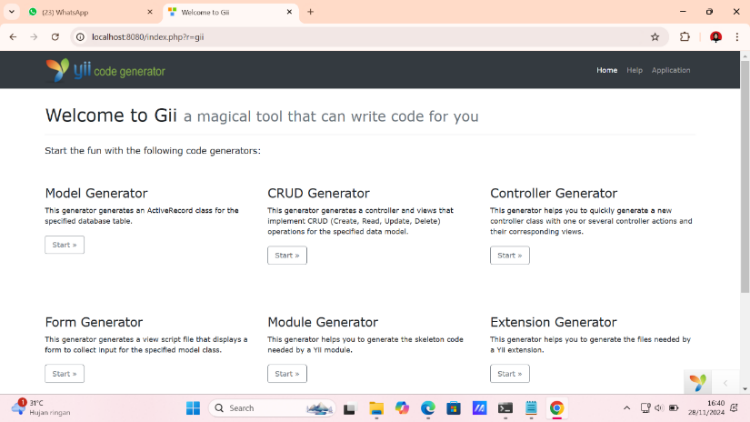 (23) WhatsApp
Welcome to Gii
localhost:8080/index.php?r=gii
yii code generator
Home Help Application
Welcome to Gii a magical tool that can write code for you
Start the fun with the following code generators:
Model Generator
This generator generates an ActiveRecord class for the
specified database table.
Start »
CRUD Generator
This generator generates a controller and views that
implement CRUD (Create, Read, Update, Delete)
operations for the specified data model.
Start »
Controller Generator
This generator helps you to quickly generate a new
controller class with one or several controller actions and
their corresponding views.
Start »
Form Generator
This generator generates a view script file that displays a
form to collect input for the specified model class.
Start »
Module Generator
This generator helps you to generate the skeleton code
needed by a Yii module.
Start »
Extension Generator
This generator helps you to generate the files needed by
a Yii extension.
Start »
1
31°C
Hujan ringan
Search
16:40
28/11/2024